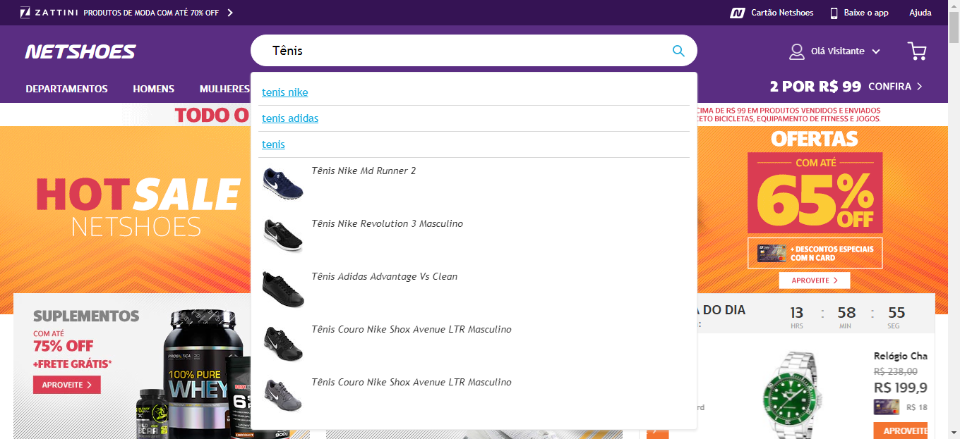 ZATTINI PRODUTOS DE MODA COM ATÉ 70% OFF
Cartão Netshoes
Baixe o app
Ajuda
NETSHOES
Tênis
Olá Visitante
DEPARTAMENTOS HOMENS MULHERES
2 POR R$ 99 CONFIRA
tenis nike
tenis adidas
tenis
Tênis Nike Md Runner 2
Tênis Nike Revolution 3 Masculino
Tênis Adidas Advantage Vs Clean
Tênis Couro Nike Shox Avenue LTR Masculino
Tênis Couro Nike Shox Avenue LTR Masculino
TODO O
CIMA DE R$ 99 EM PRODUTOS VENDIDOS E ENVIADOS
CETO BICICLETAS, EQUIPAMENTO DE FITNESS E JOGOS.
HOT SALE
NETSHOES
OFERTAS
COM ATÉ
65%
OFF
+ DESCONTOS ESPECIAIS
COM N CARD
APROVEITE
SUPLEMENTOS
COM ATÉ
75% OFF
+FRETE GRÁTIS*
APROVEITE
100% PURE
WHEY
DO DIA
13 : 58 : 55
HRS MIN SEG
Relógio Cha
R$ 238,00
R$ 199,9
R$ 18
APROVEITE